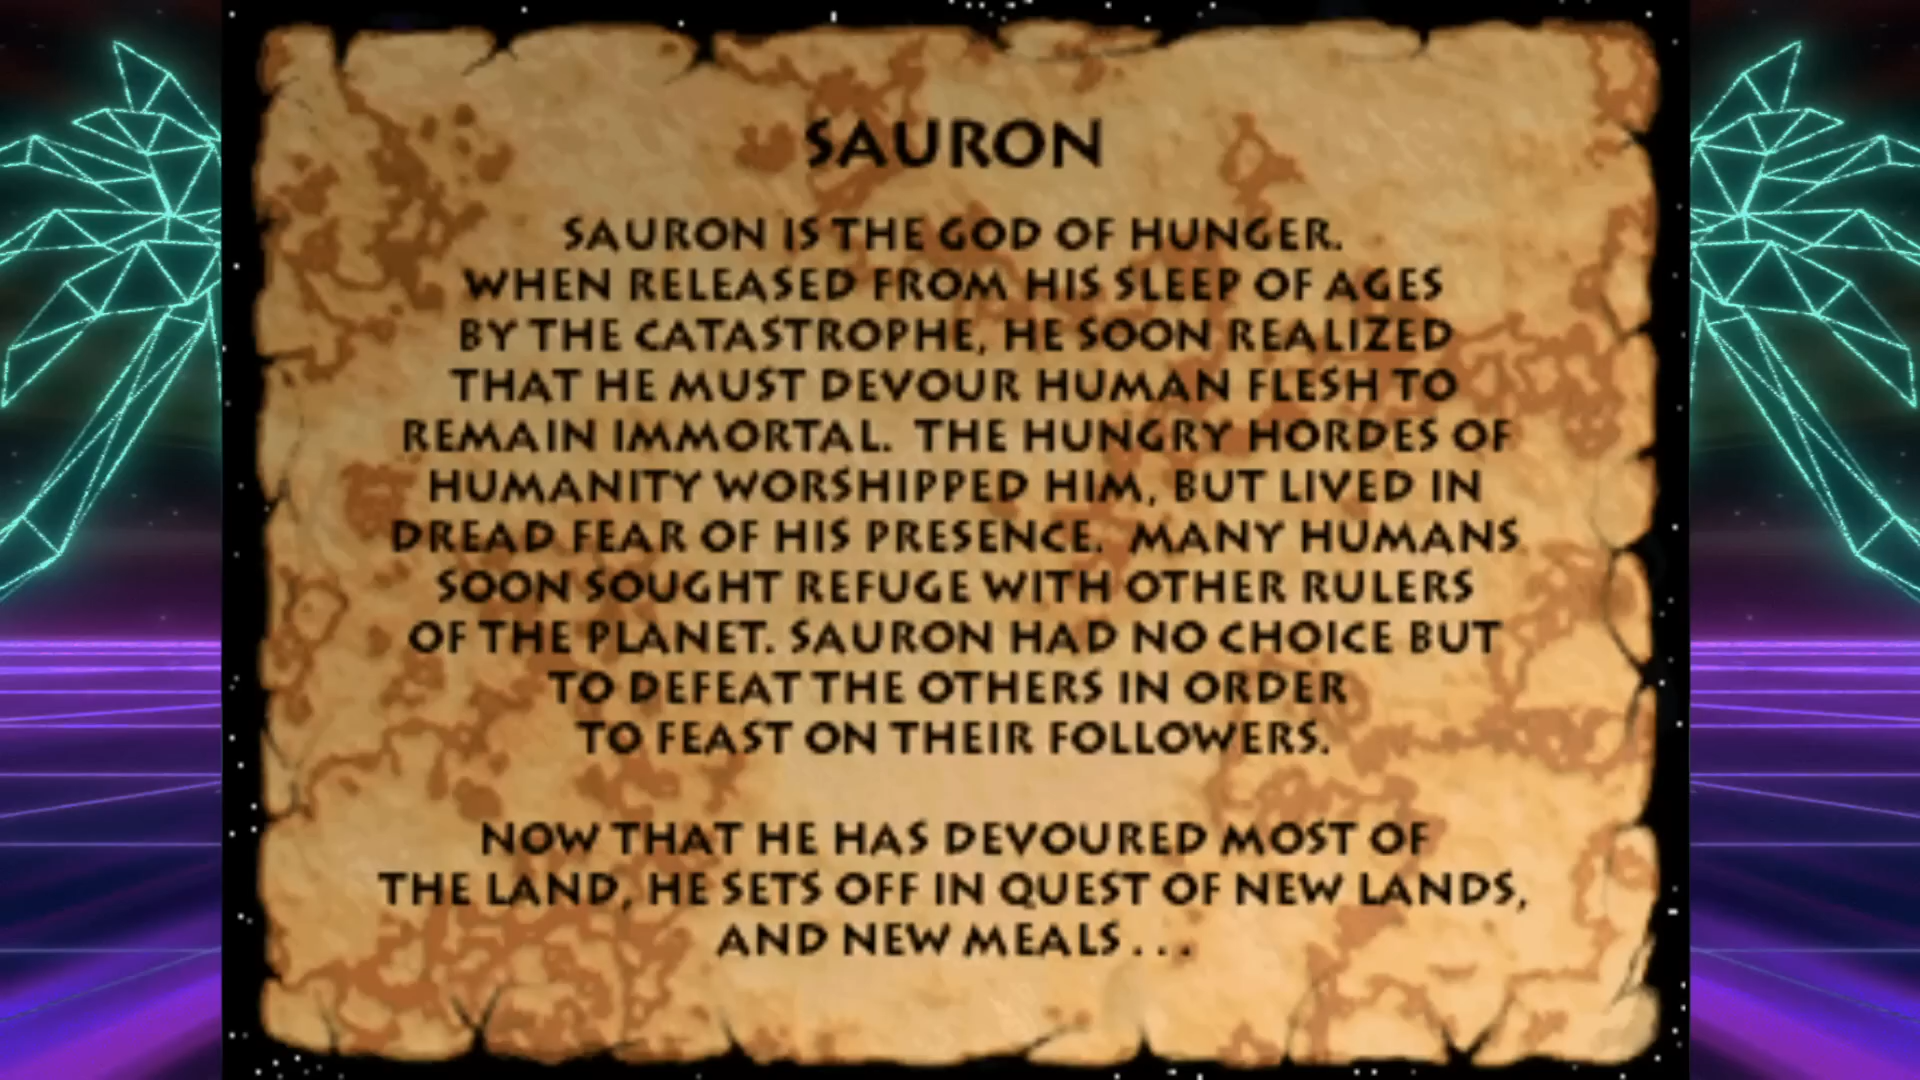 SAURON
SAURON IS THE GOD OF HUNGER.
WHEN RELEASED FROM HIS SLEEP OF AGES
BY THE CATASTROPHE, HE SOON REALIZED
THAT HE MUST DEVOUR HUMAN FLESH TO
REMAIN IMMORTAL. THE HUNGRY HORDES OF
HUMANITY WORSHIPPED HIM, BUT LIVED IN
DREAD FEAR OF HIS PRESENCE. MANY HUMANS
SOON SOUGHT REFUGE WITH OTHER RULERS
OF THE PLANET. SAURON HAD NO CHOICE BUT
TO DEFEAT THE OTHERS IN ORDER
TO FEAST ON THEIR FOLLOWERS.
NOW THAT HE HAS DEVOURED MOST OF
THE LAND, HE SETS OFF IN QUEST OF NEW LANDS,
AND NEW MEALS . . .